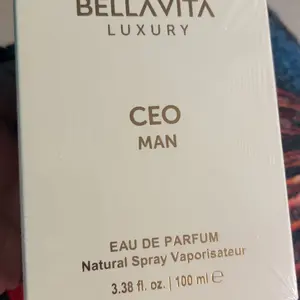 BELLAVITA
LUXURY
CEO
MAN
EAU DE PARFUM
Natural Spray Vaporisateur
3.38 fl. oz. | 100 ml ℮